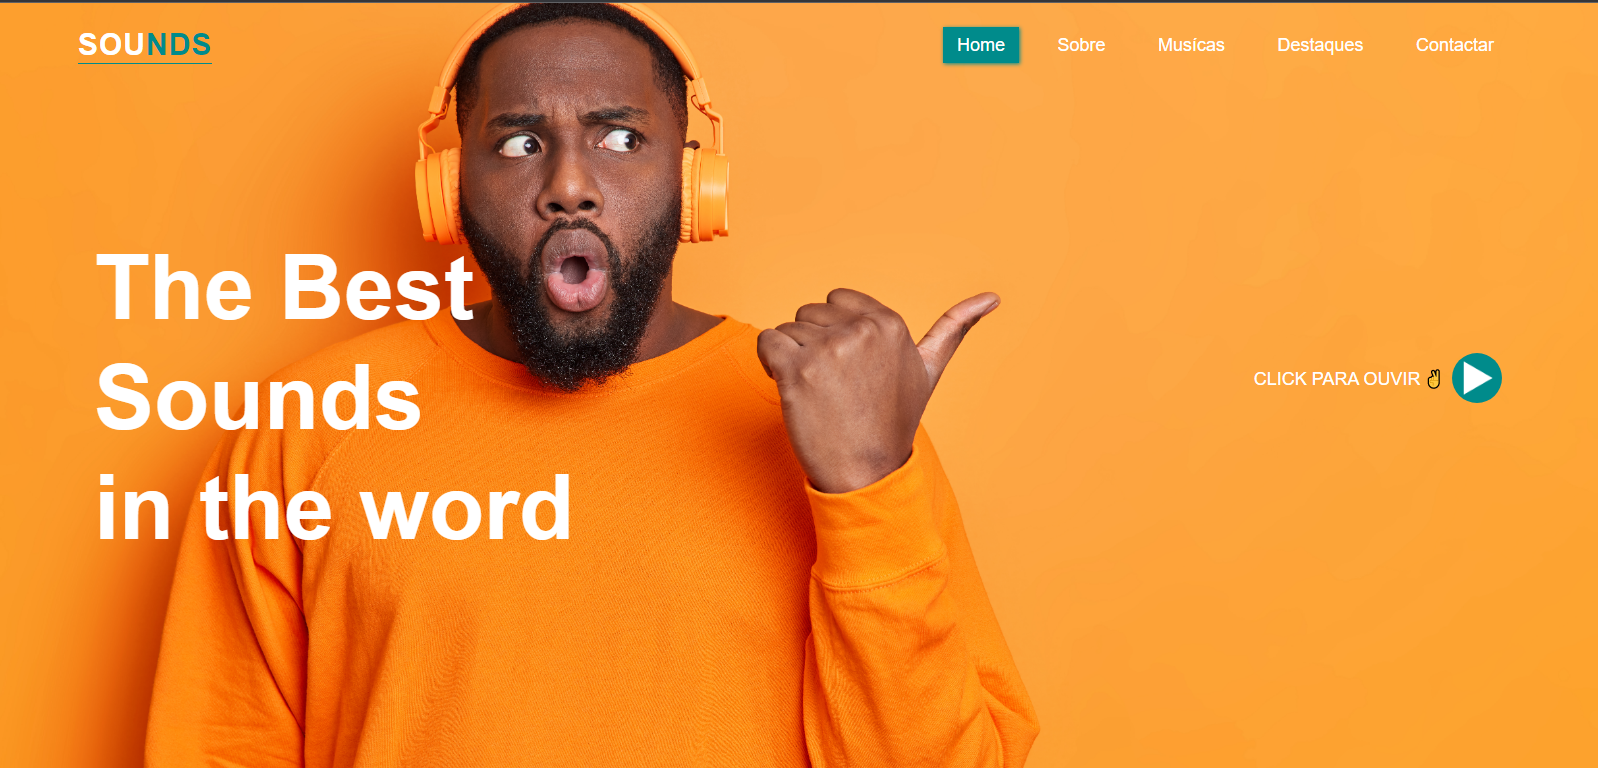 SOUNDS
Home Sobre Musícas Destaques Contactar
The Best
Sounds
in the word
CLICK PARA OUVIR ✌